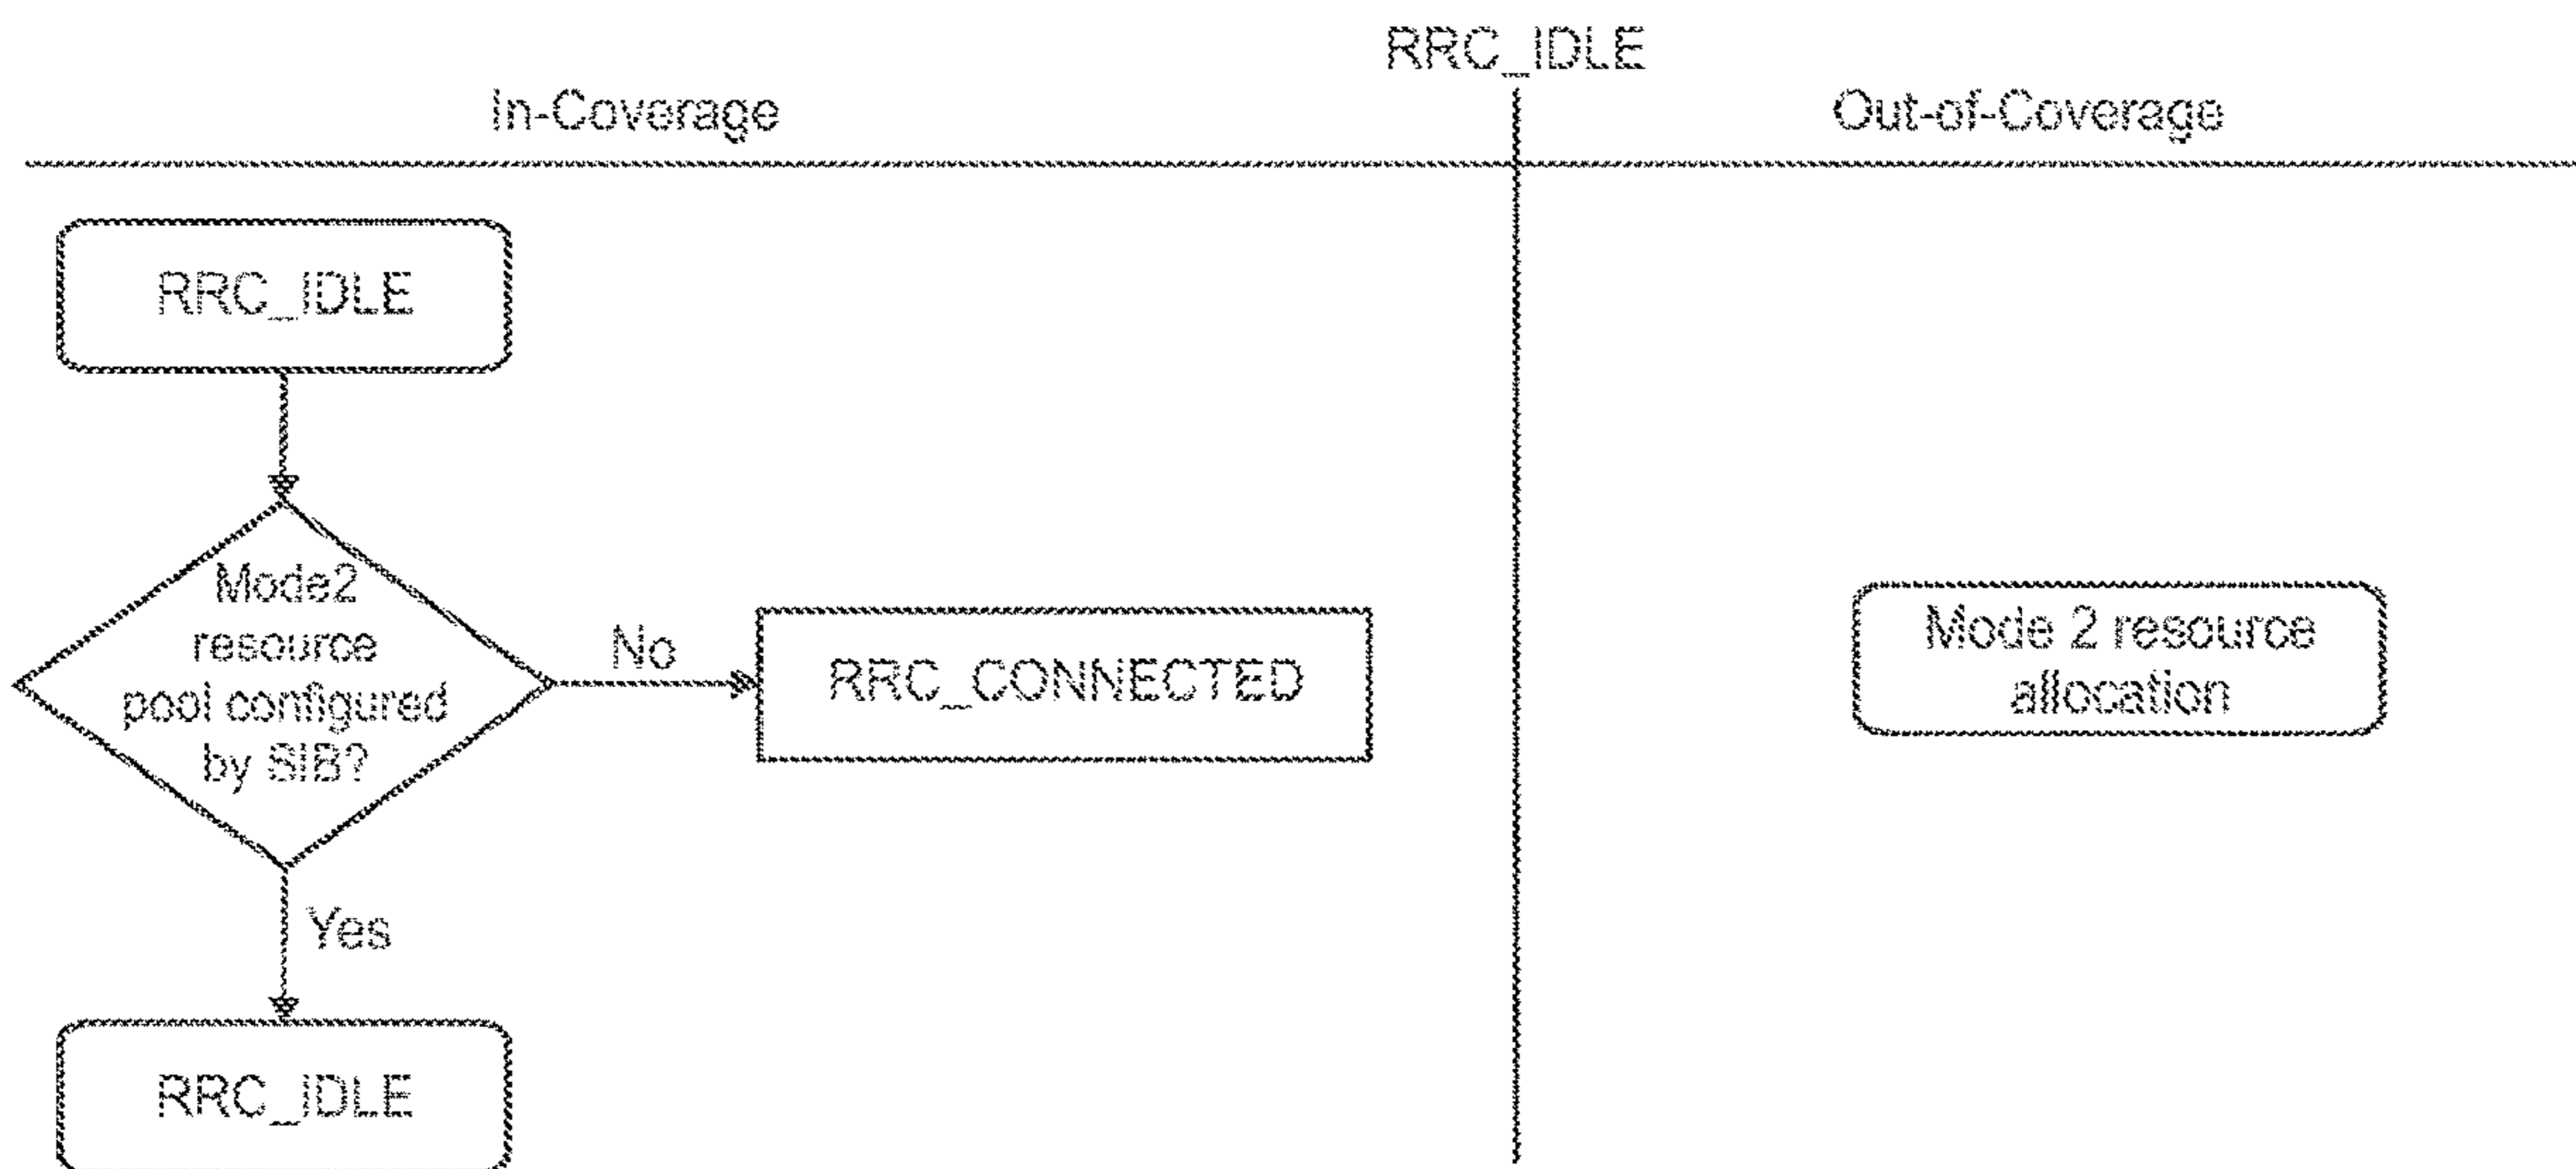 RRC_IDLE
In-Coverage
Out-of-Coverage
RRC_IDLE
Mode2
resource
pool configured
by SIB?
No
RRC_CONNECTED
Mode 2 resource
allocation
Yes
RRC_IDLE